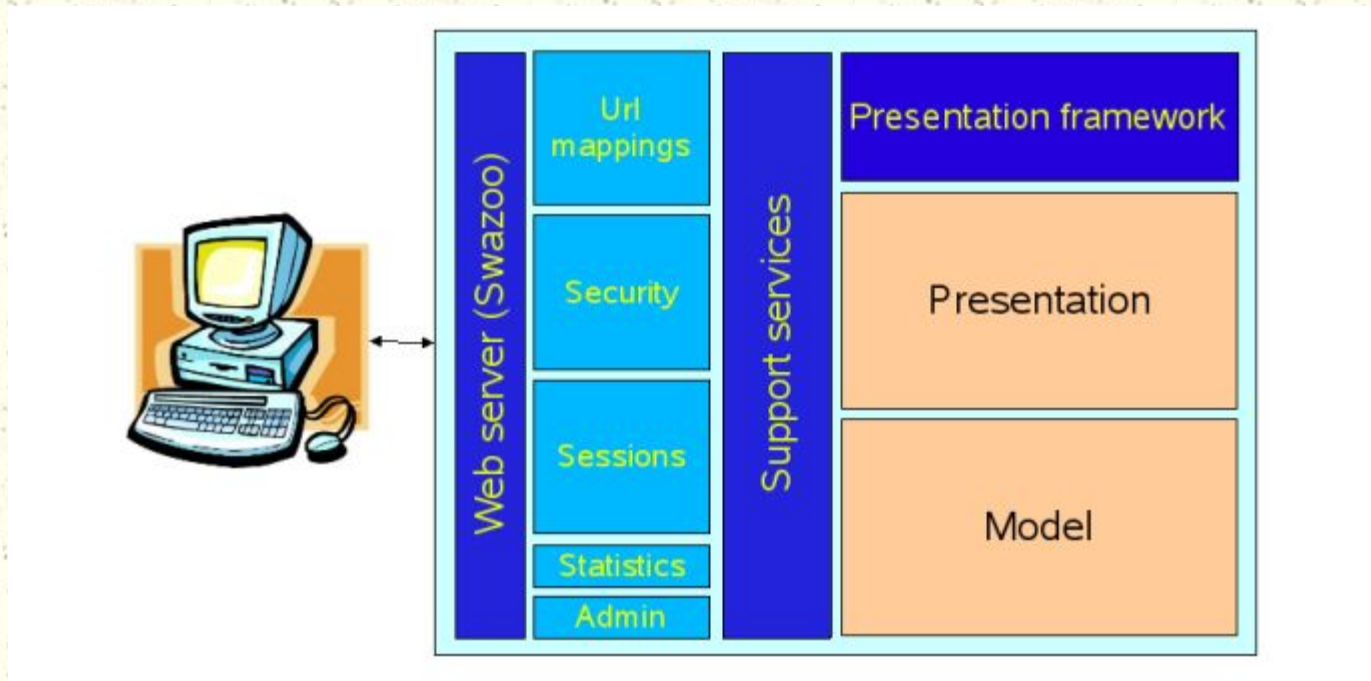 Web server (Swazoo)
Url
mappings
Security
Sessions
Statistics
Admin
Support services
Presentation framework
Presentation
Model